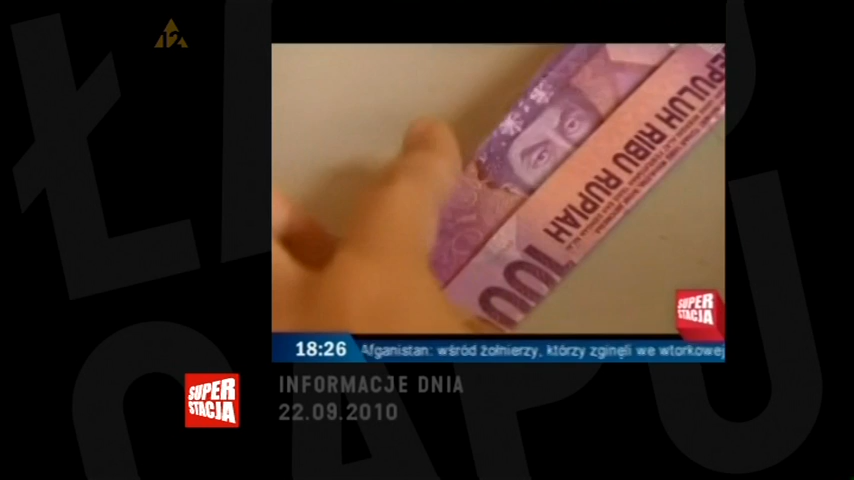 12
EPULUH RIBU RUPIAH
100
SUPER
STACJA
18:26 Afganistan: wśród żołnierzy, którzy zginęli we wtorkowej
SUPER
STACJA
INFORMACJE DNIA
22.09.2010